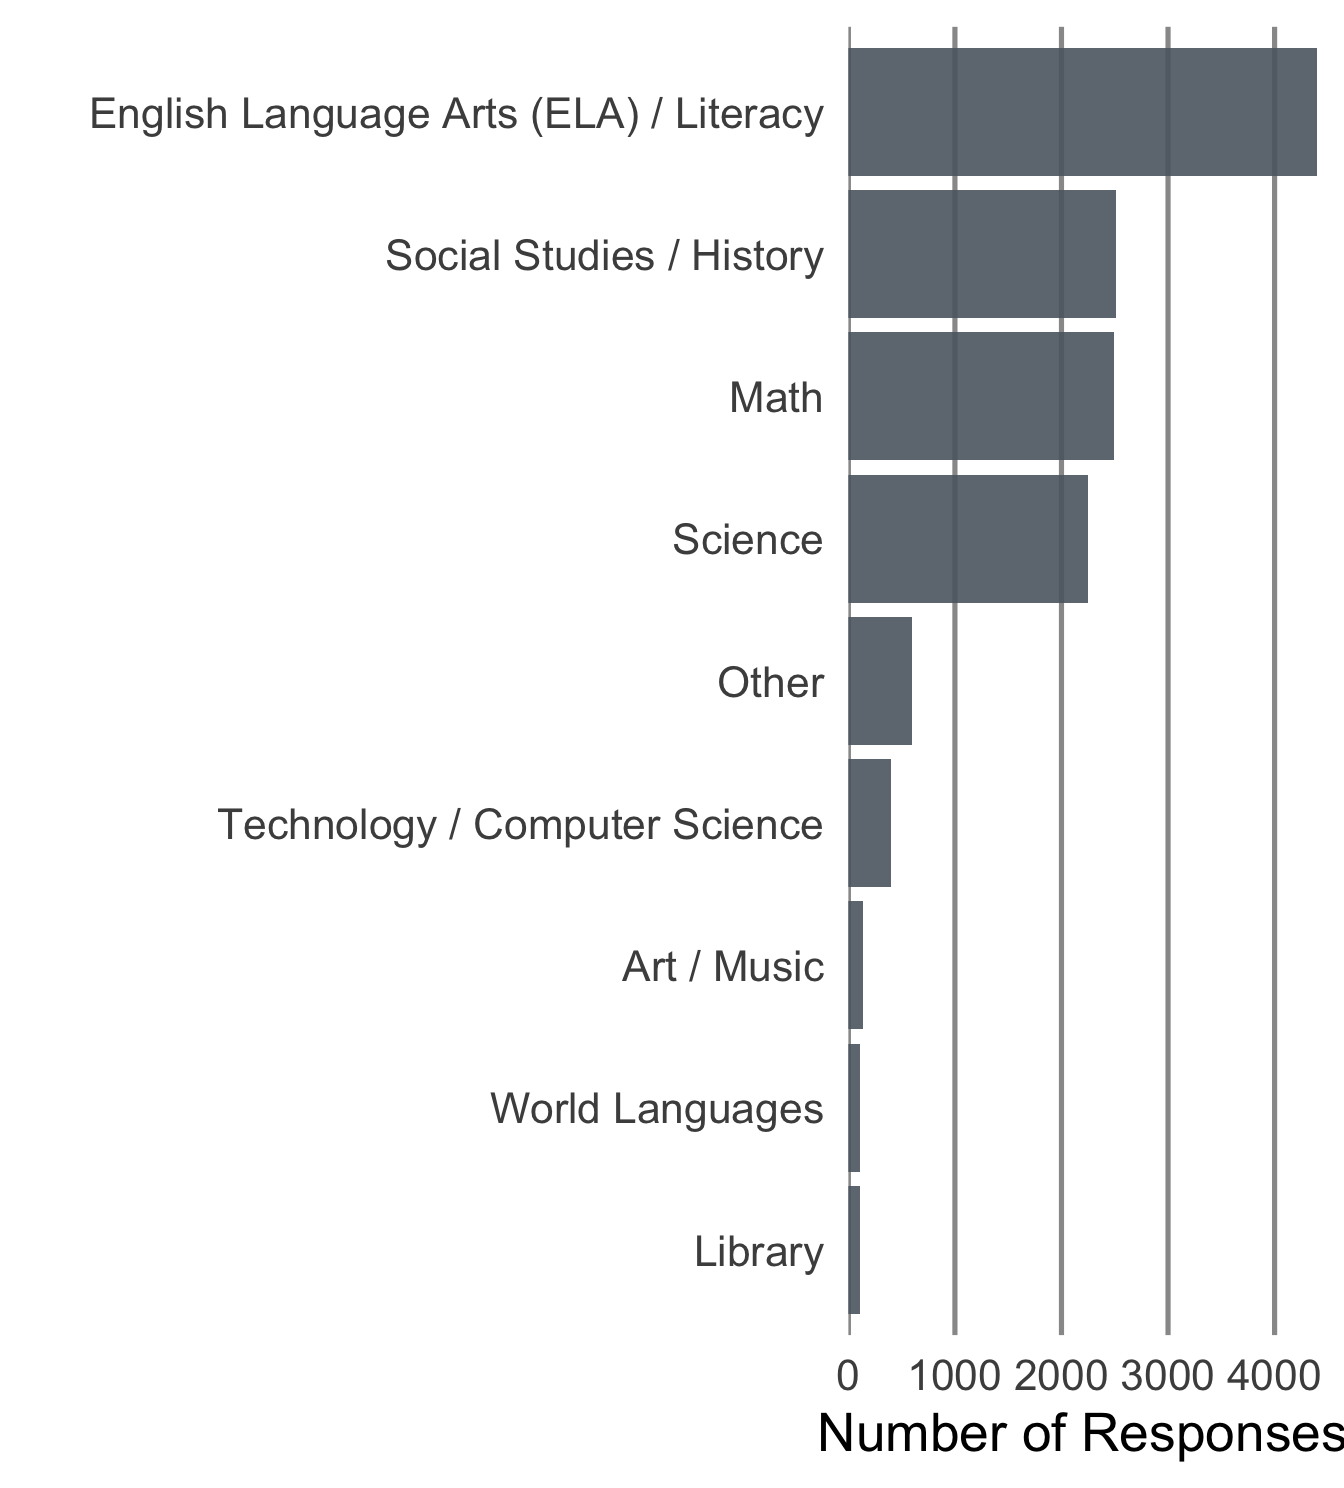 English Language Arts (ELA) / Literacy
Social Studies / History
Math
Science
Other
Technology / Computer Science
Art / Music
World Languages
Library
0 1000 2000 3000 4000
Number of Responses